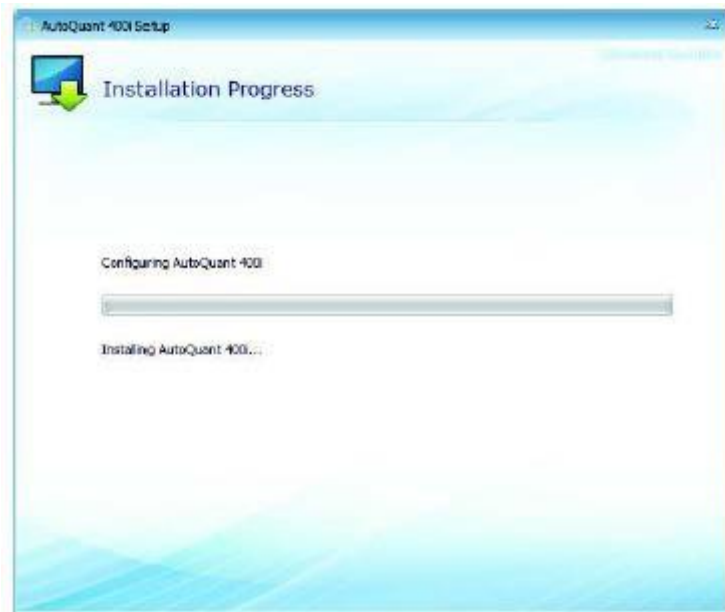 AutoQuant 400i Setup
Installation Progress
Configuring AutoQuant 400i
Installing AutoQuant 400i...